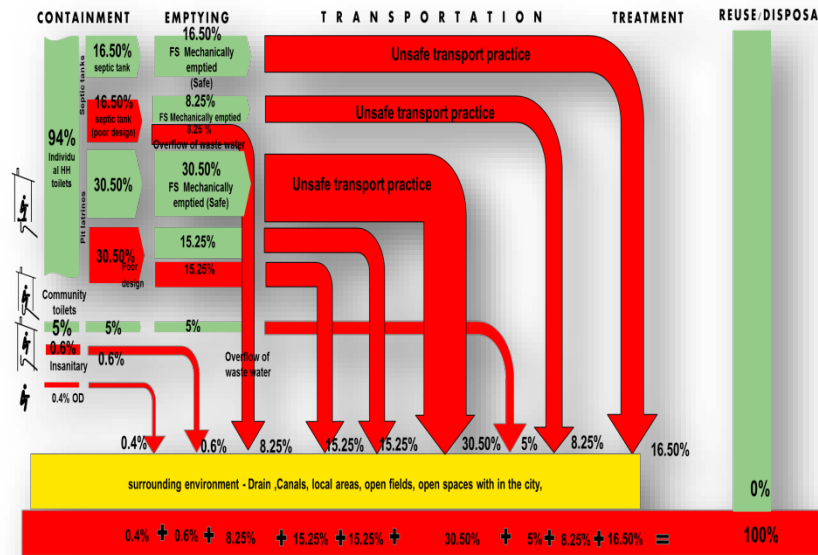 CONTAINMENT EMPTYING TRANSPORTATION TREATMENT REUSE/DISPOSA
16.50%
septic tank
16.50%
FS Mechanically
emptied
(Safe)
Unsafe transport practice
Septic tanks
16.50%
septic tank
(poor design)
8.25%
FS Mechanically emptied
8.25 %
Overflow of waste water
Unsafe transport practice
94%
Individu
al HH
toilets
30.50%
30.50%
FS Mechanically
emptied (Safe)
Unsafe transport practice
Pit latrines
30.50%
Poor
design
15.25%
15.25%
Community
toilets
5%
5%
5%
0.6%
Insanitary
0.6%
Overflow of
waste water
0.4% OD
0.4% 0.6% 8.25% 15.25% 15.25% 30.50% 5% 8.25% 16.50%
surrounding environment - Drain ,Canals, local areas, open fields, open spaces with in the city,
0%
0.4% + 0.6% + 8.25% + 15.25% + 15.25% + 30.50% + 5% + 8.25% + 16.50% = 100%